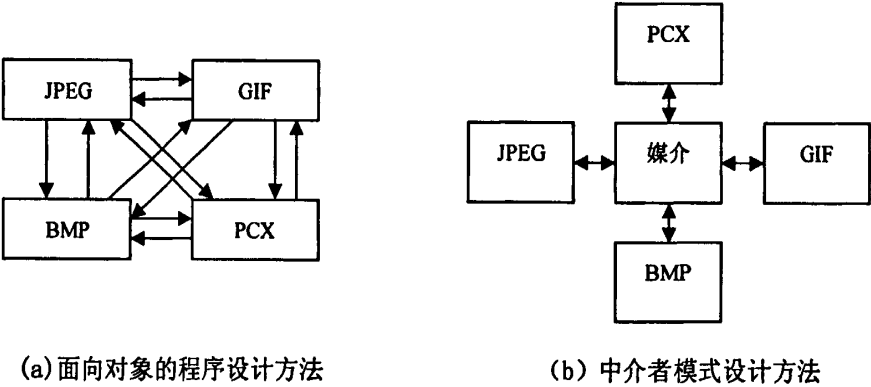 PCX
JPEG
GIF
JPEG
媒介
GIF
BMP
PCX
BMP
(a)面向对象的程序设计方法
（b）中介者模式设计方法